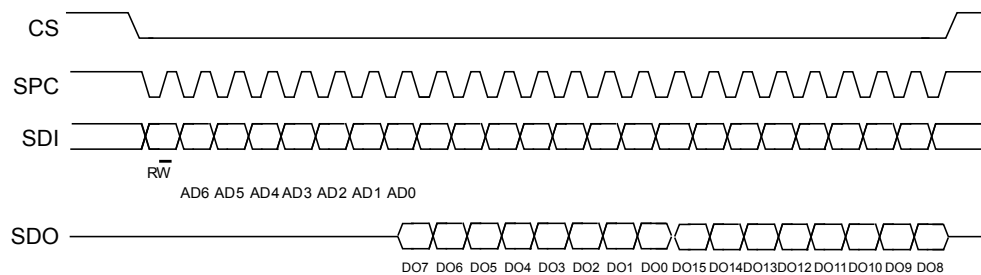 CS
SPC
SDI
RW̅
AD6 AD5 AD4 AD3 AD2 AD1 AD0
SDO
DO7 DO6 DO5 DO4 DO3 DO2 DO1 DO0 DO15 DO14 DO13 DO12 DO11 DO10 DO9 DO8